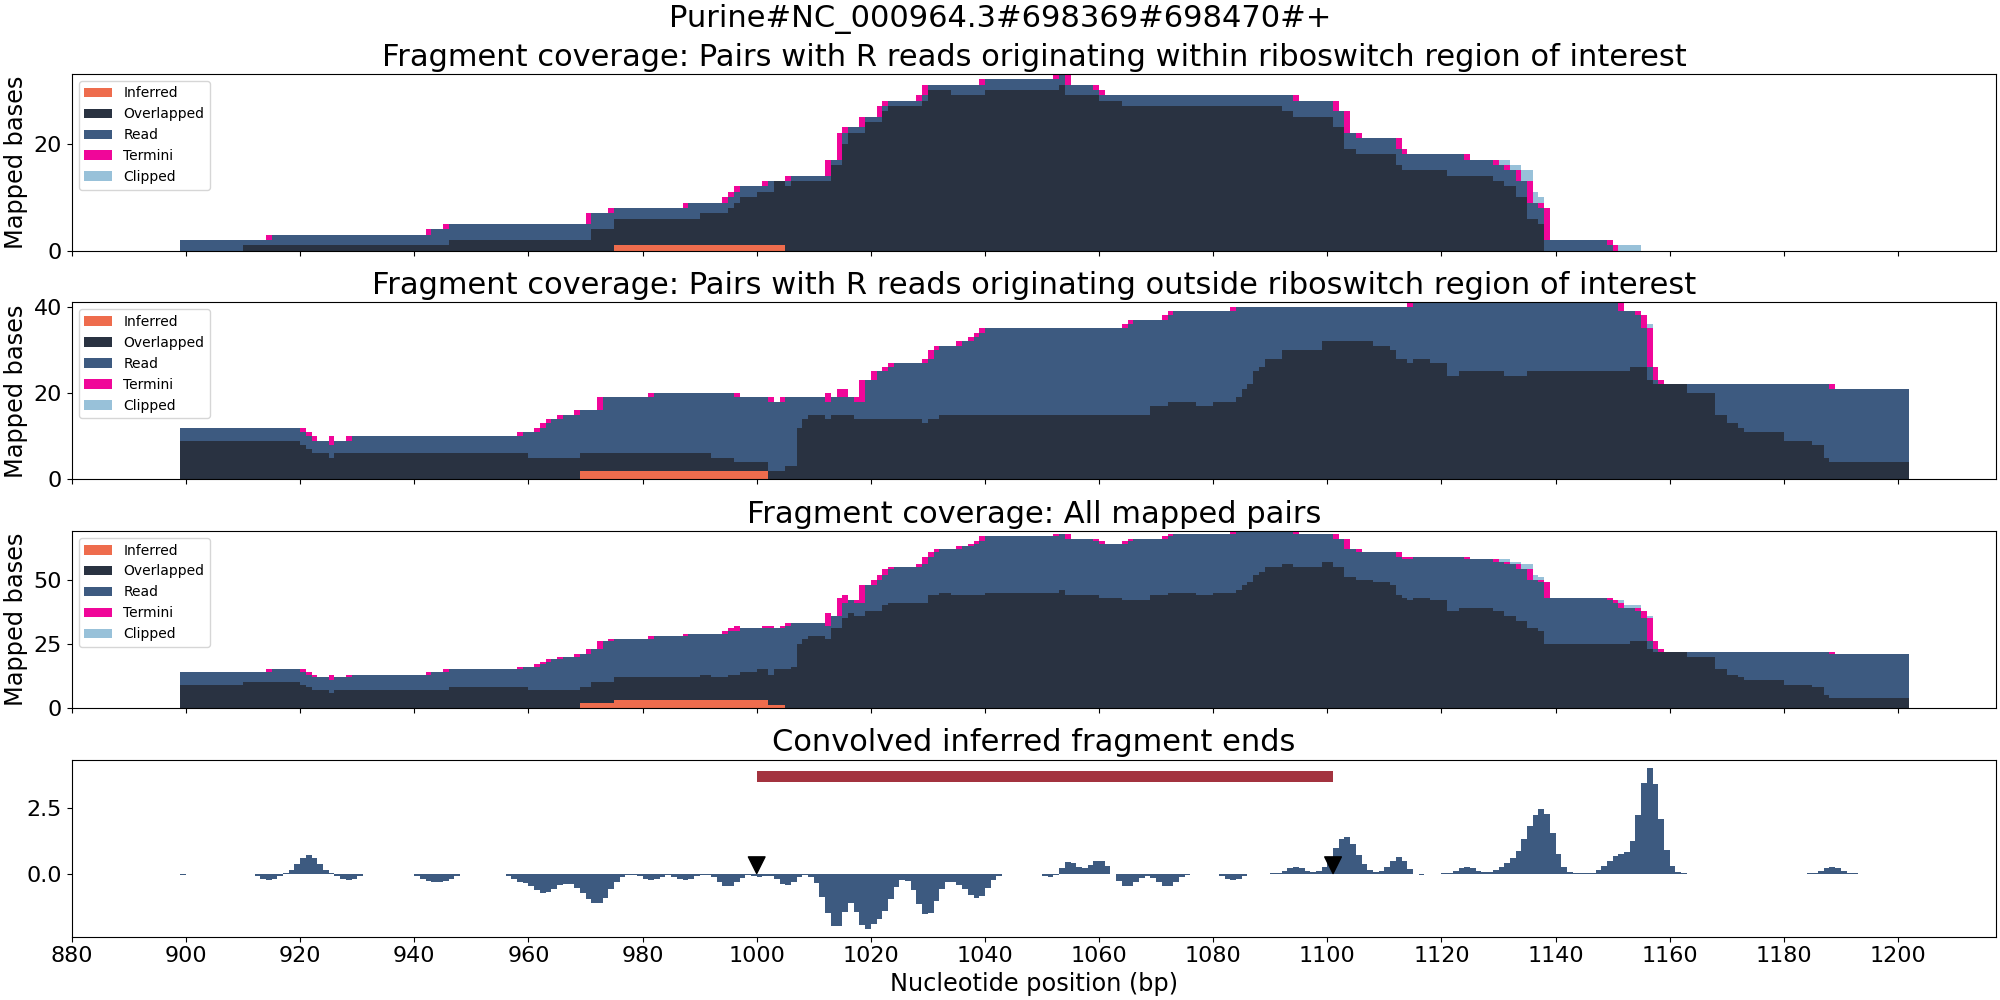 Purine#NC_000964.3#698369#698470#+
Fragment coverage: Pairs with R reads originating within riboswitch region of interest
Mapped bases
20
0
Inferred
Overlapped
Read
Termini
Clipped
Fragment coverage: Pairs with R reads originating outside riboswitch region of interest
Mapped bases
40
20
0
Inferred
Overlapped
Read
Termini
Clipped
Fragment coverage: All mapped pairs
Mapped bases
50
25
0
Inferred
Overlapped
Read
Termini
Clipped
Convolved inferred fragment ends
2.5
0.0
880 900 920 940 960 980 1000 1020 1040 1060 1080 1100 1120 1140 1160 1180 1200
Nucleotide position (bp)